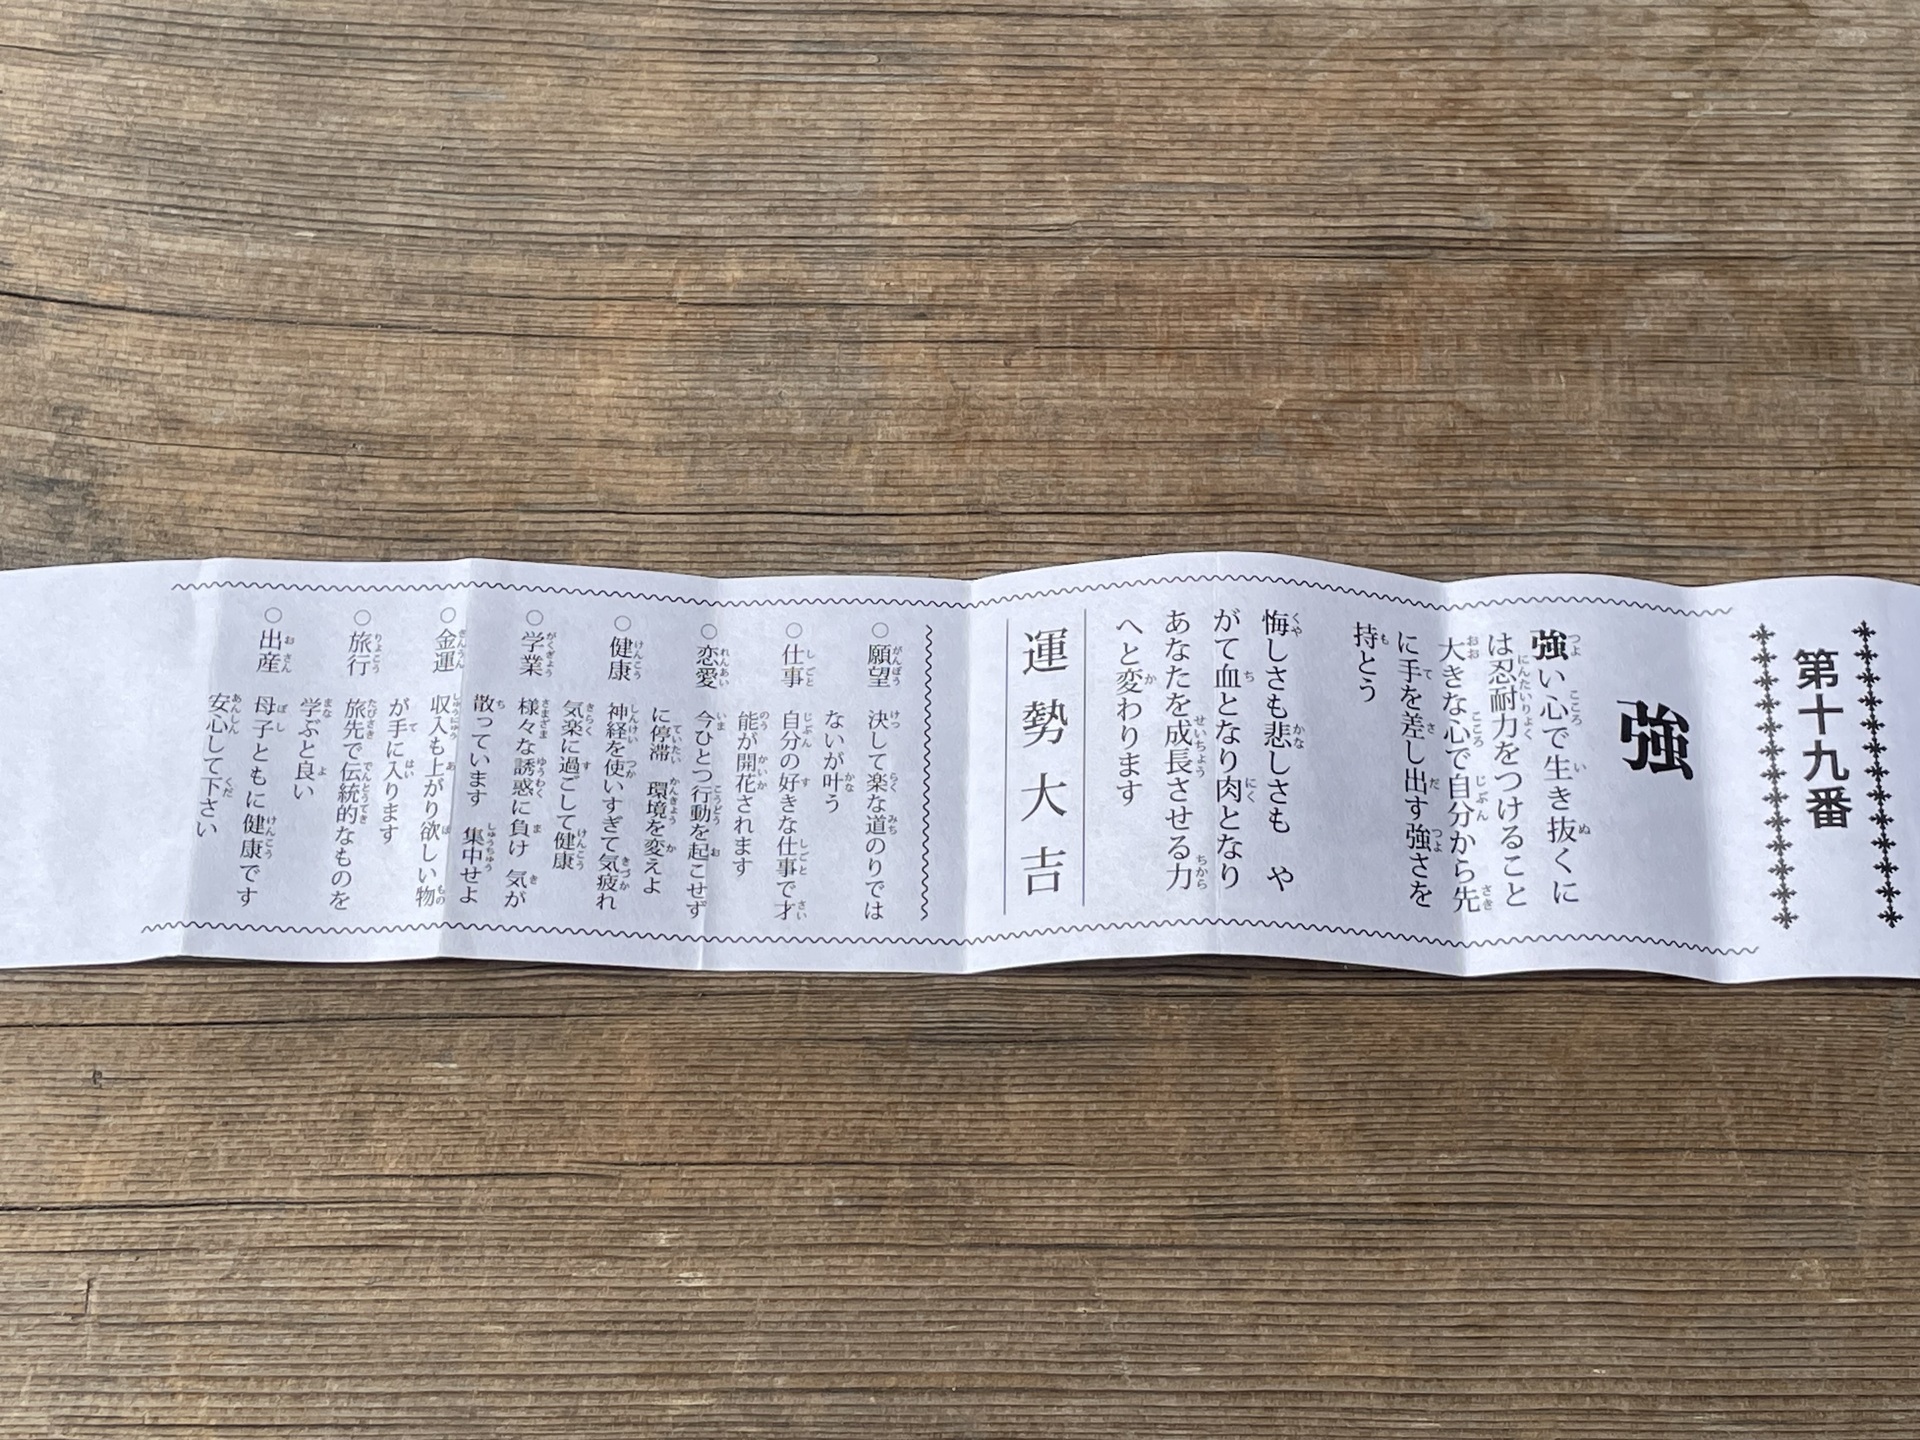 第十九番
強
強い心で生き抜くに
は忍耐力をつけること
大きな心で自分から先
に手を差し出す強さを
持とう
悔しさも悲しさも　や
がて血となり肉となり
あなたを成長させる力
へと変わります
運勢大吉
○願望　決して楽な道のりでは
ないが叶う
○仕事　自分の好きな仕事で才
能が開花されます
○恋愛　今ひとつ行動を起こせず
に停滞　環境を変えよ
○健康　神経を使いすぎて気疲れ
気楽に過ごして健康
○学業　様々な誘惑に負け　気が
散っています　集中せよ
○金運　収入も上がり欲しい物
が手に入ります
○旅行　旅先で伝統的なものを
学ぶと良い
○出産　母子ともに健康です
安心して下さい